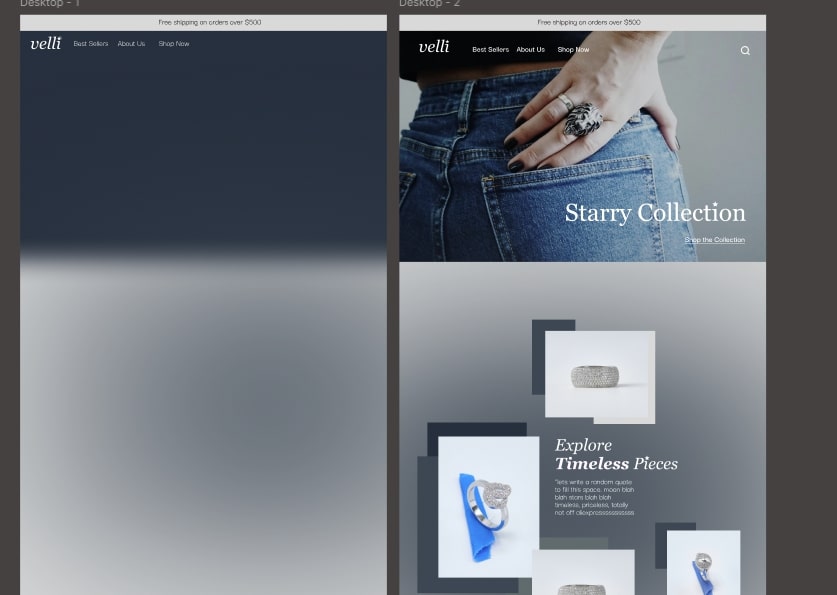 Desktop - 1
Free shipping on orders over $500
velli
Best Sellers About Us Shop Now
Desktop - 2
Free shipping on orders over $500
velli
Best Sellers About Us Shop Now
Starry Collection
Shop the Collection
Explore
Timeless Pieces
"lets write a random quote
to fill this space. moon blah
blah stars blah blah
timeless, priceless, totally
not off